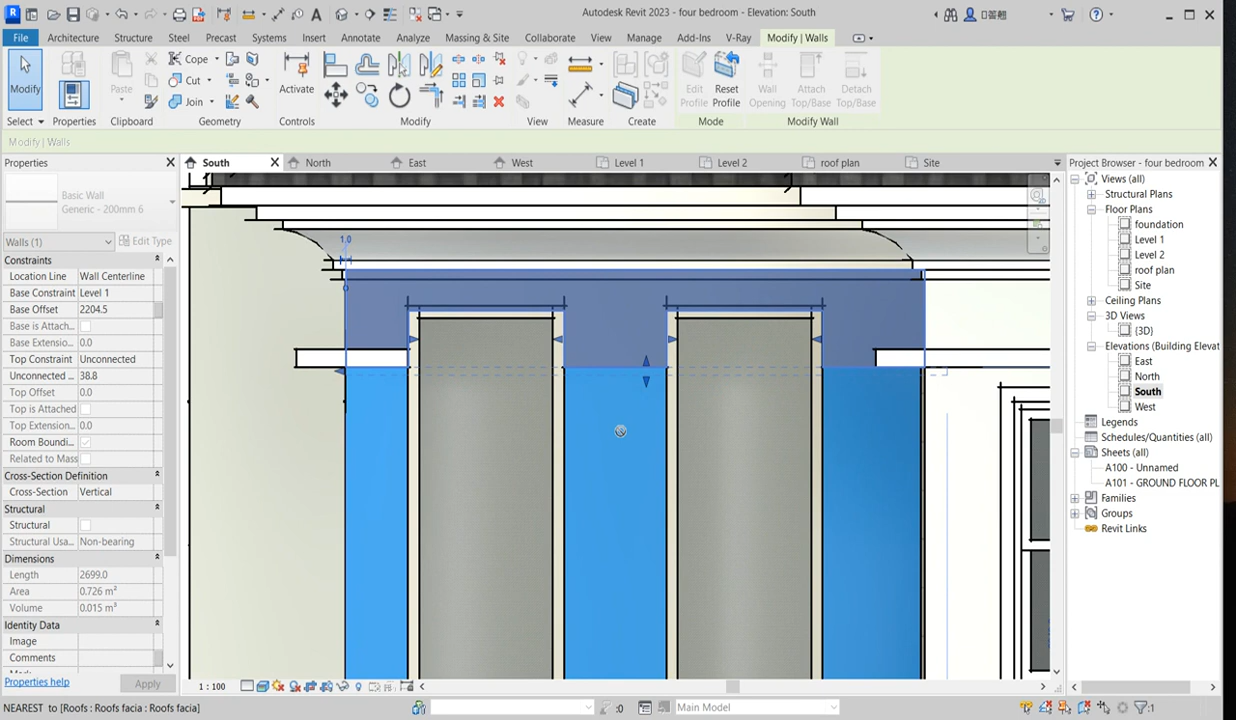 Autodesk Revit 2023 - four bedroom - Elevation: South
File Architecture Structure Steel Precast Systems Insert Annotate Analyze Massing & Site Collaborate View Manage Add-Ins V-Ray Modify | Walls
Modify
Paste
Cope
Cut
Join
Activate
Edit Profile
Reset Profile
Wall Opening
Attach Top/Base
Detach Top/Base
Select Properties Clipboard Geometry Controls Modify View Measure Create Mode Modify Wall
Modify | Walls
Properties
South North East West Level 1 Level 2 roof plan Site
Project Browser - four bedroom
Basic Wall
Generic - 200mm 6
Walls (1)
Edit Type
Constraints
Location Line Wall Centerline
Base Constraint Level 1
Base Offset 2204.5
Base is Attach...
Base Extensio... 0.0
Top Constraint Unconnected
Unconnected ... 38.8
Top Offset 0.0
Top is Attached
Top Extension... 0.0
Room Boundi...
Related to Mass
Cross-Section Definition
Cross-Section Vertical
Structural
Structural
Structural Usa... Non-bearing
Dimensions
Length 2699.0
Area 0.726 m²
Volume 0.015 m³
Identity Data
Image
Comments
Properties help
Apply
1.0
Views (all)
Structural Plans
Floor Plans
foundation
Level 1
Level 2
roof plan
Site
Ceiling Plans
3D Views
{3D}
Elevations (Building Elevat
East
North
South
West
Legends
Schedules/Quantities (all)
Sheets (all)
A100 - Unnamed
A101 - GROUND FLOOR PL
Families
Groups
Revit Links
1 : 100
NEAREST to [Roofs : Roofs facia : Roofs facia]
:0
Main Model
:1